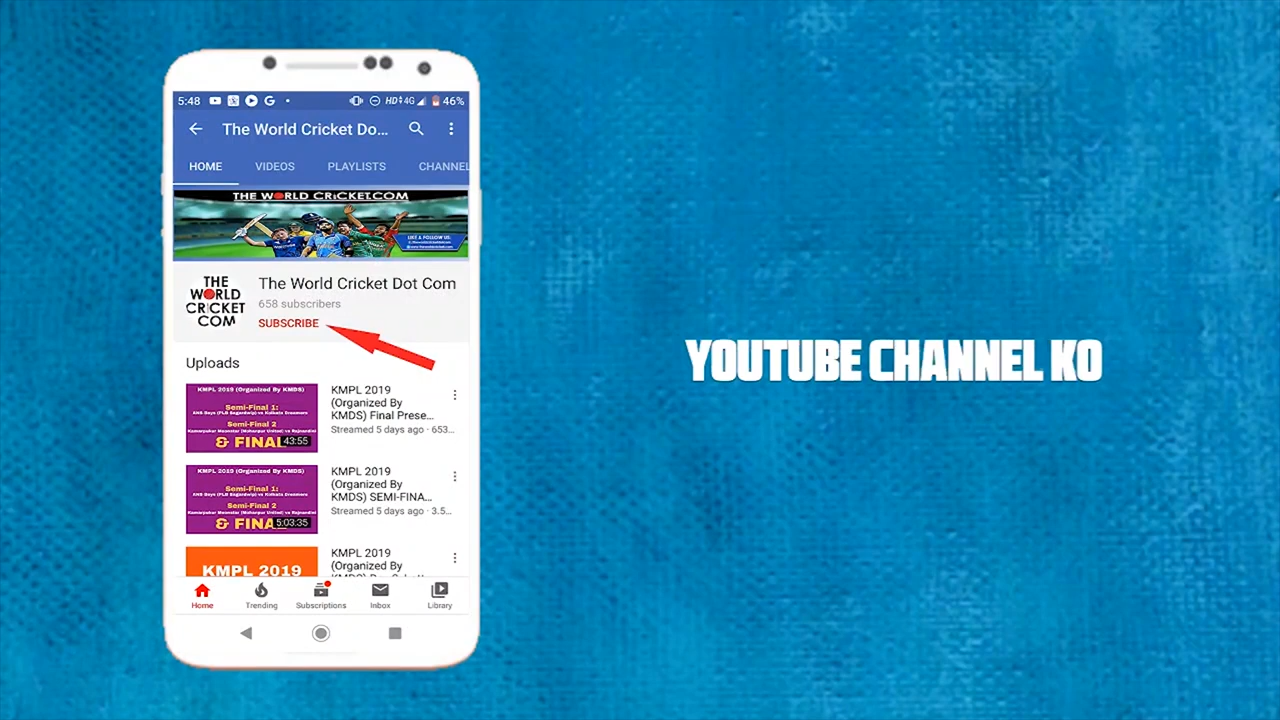 5:48
HD 4G
46%
The World Cricket Do...
HOME VIDEOS PLAYLISTS CHANNEL
THE WORLD CRICKET.COM
LIKE & FOLLOW US:
THE
WORLD
CRICKET
COM
The World Cricket Dot Com
658 subscribers
SUBSCRIBE
Uploads
KMPL 2019 (Organized By KMDS)
Semi-Final 1:
Semi-Final 2
& FINAL
43:55
KMPL 2019
(Organized By
KMDS) Final Prese...
Streamed 5 days ago · 653...
KMPL 2019 (Organized By KMDS)
Semi-Final 1:
Semi-Final 2
& FINA
5:03:35
KMPL 2019
(Organized By
KMDS) SEMI-FINA...
Streamed 5 days ago · 3.5...
KMPL 2019
KMPL 2019
(Organized By
Home Trending Subscriptions Inbox Library
YOUTUBE CHANNEL KO